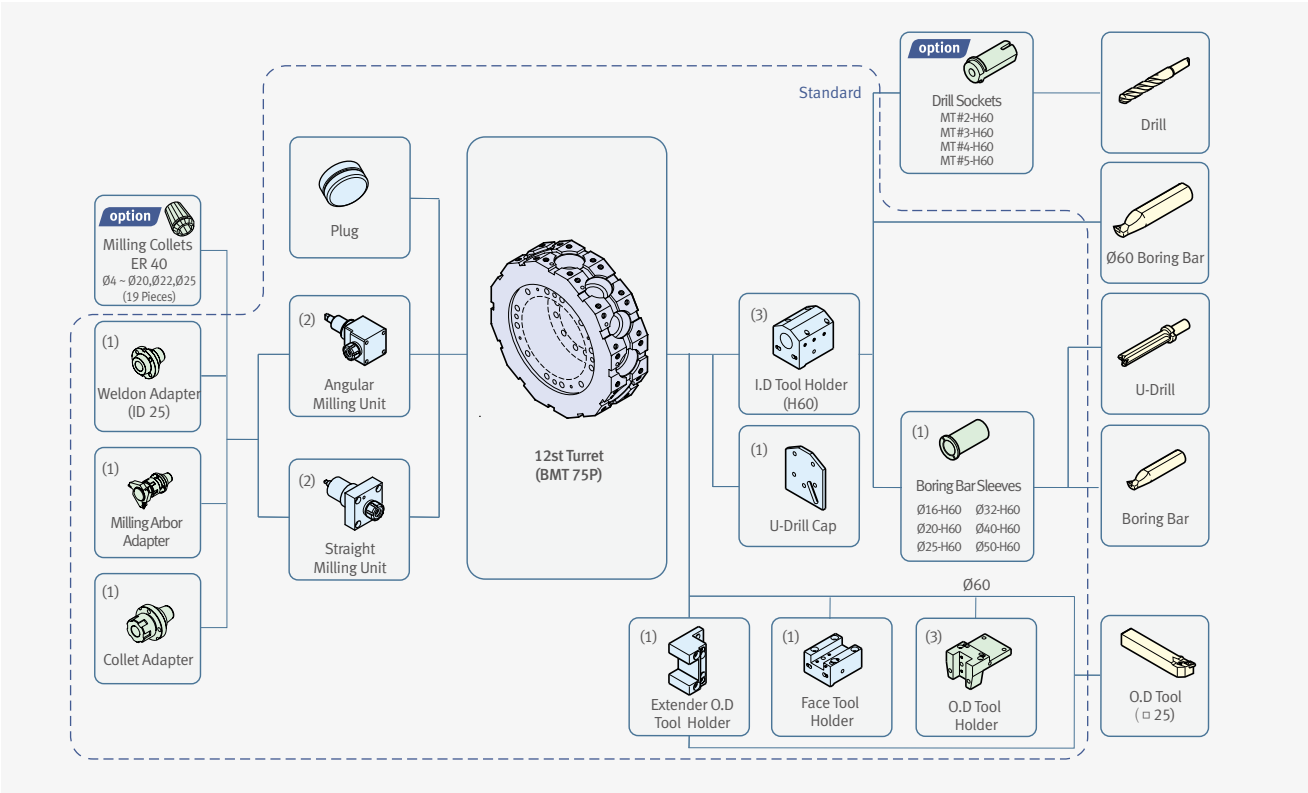 option
Drill Sockets
MT#2-H60
MT#3-H60
MT#4-H60
MT#5-H60
Drill
Standard
Plug
Ø60 Boring Bar
option
Milling Collets
ER 40
Ø4 ~ Ø20,Ø22,Ø25
(19 Pieces)
(1)
Weldon Adapter
(ID 25)
(2)
Angular
Milling Unit
12st Turret
(BMT 75P)
(3)
I.D Tool Holder
(H60)
U-Drill
(1)
Milling Arbor
Adapter
(2)
Straight
Milling Unit
(1)
U-Drill Cap
(1)
Boring Bar Sleeves
Ø16-H60 Ø32-H60
Ø20-H60 Ø40-H60
Ø25-H60 Ø50-H60
Boring Bar
(1)
Collet Adapter
Ø60
(1)
Extender O.D
Tool Holder
(1)
Face Tool
Holder
(3)
O.D Tool
Holder
O.D Tool
(□ 25)